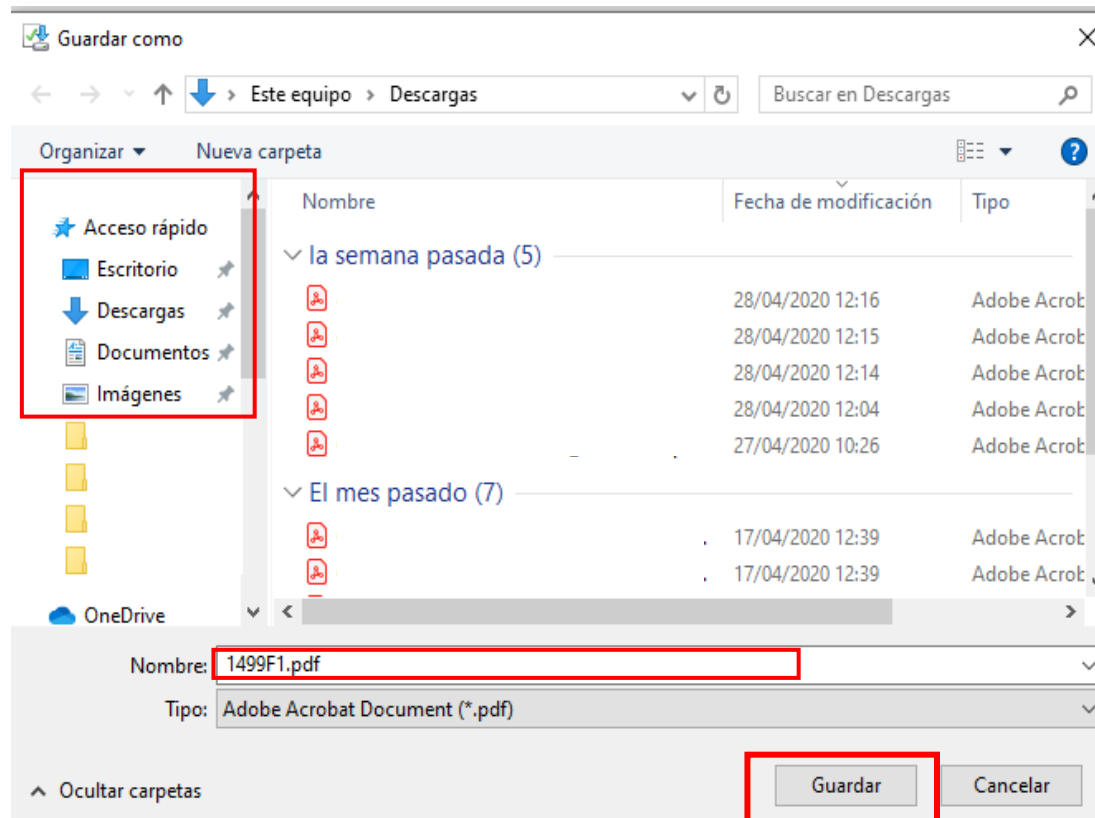 Guardar como
Este equipo > Descargas
Buscar en Descargas
Organizar
Nueva carpeta
Nombre
Fecha de modificación
Tipo
Acceso rápido
Escritorio
Descargas
Documentos
Imágenes
OneDrive
la semana pasada (5)
28/04/2020 12:16 Adobe Acrob
28/04/2020 12:15 Adobe Acrob
28/04/2020 12:14 Adobe Acrob
28/04/2020 12:04 Adobe Acrob
27/04/2020 10:26 Adobe Acrob
El mes pasado (7)
17/04/2020 12:39 Adobe Acrob
17/04/2020 12:39 Adobe Acrob
Nombre: 1499F1.pdf
Tipo: Adobe Acrobat Document (*.pdf)
Ocultar carpetas
Guardar
Cancelar